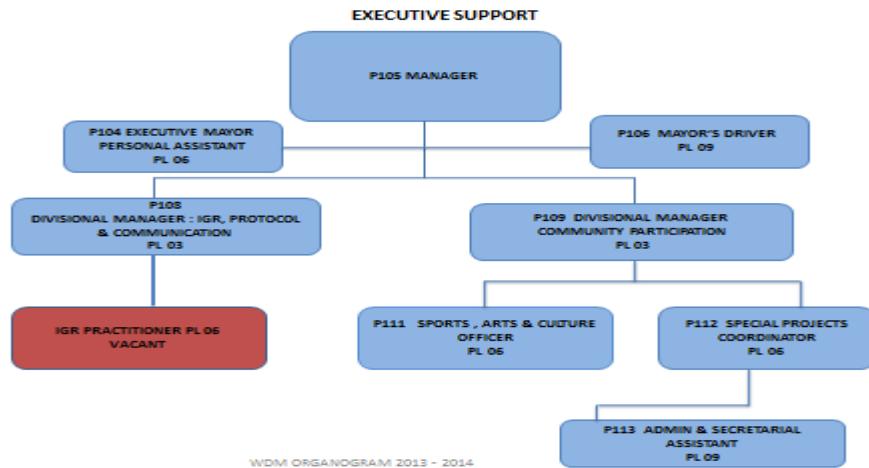 EXECUTIVE SUPPORT
P105 MANAGER
P104 EXECUTIVE MAYOR
PERSONAL ASSISTANT
PL 06
P106 MAYOR'S DRIVER
PL 09
P108
DIVISIONAL MANAGER : IGR, PROTOCOL
& COMMUNICATION
PL 03
P109 DIVISIONAL MANAGER
COMMUNITY PARTICIPATION
PL 03
IGR PRACTITIONER PL 06
VACANT
P111 SPORTS , ARTS & CULTURE
OFFICER
PL 06
P112 SPECIAL PROJECTS
COORDINATOR
PL 06
P113 ADMIN & SECRETARIAL
ASSISTANT
PL 09
WDM ORGANOGRAM 2013 - 2014